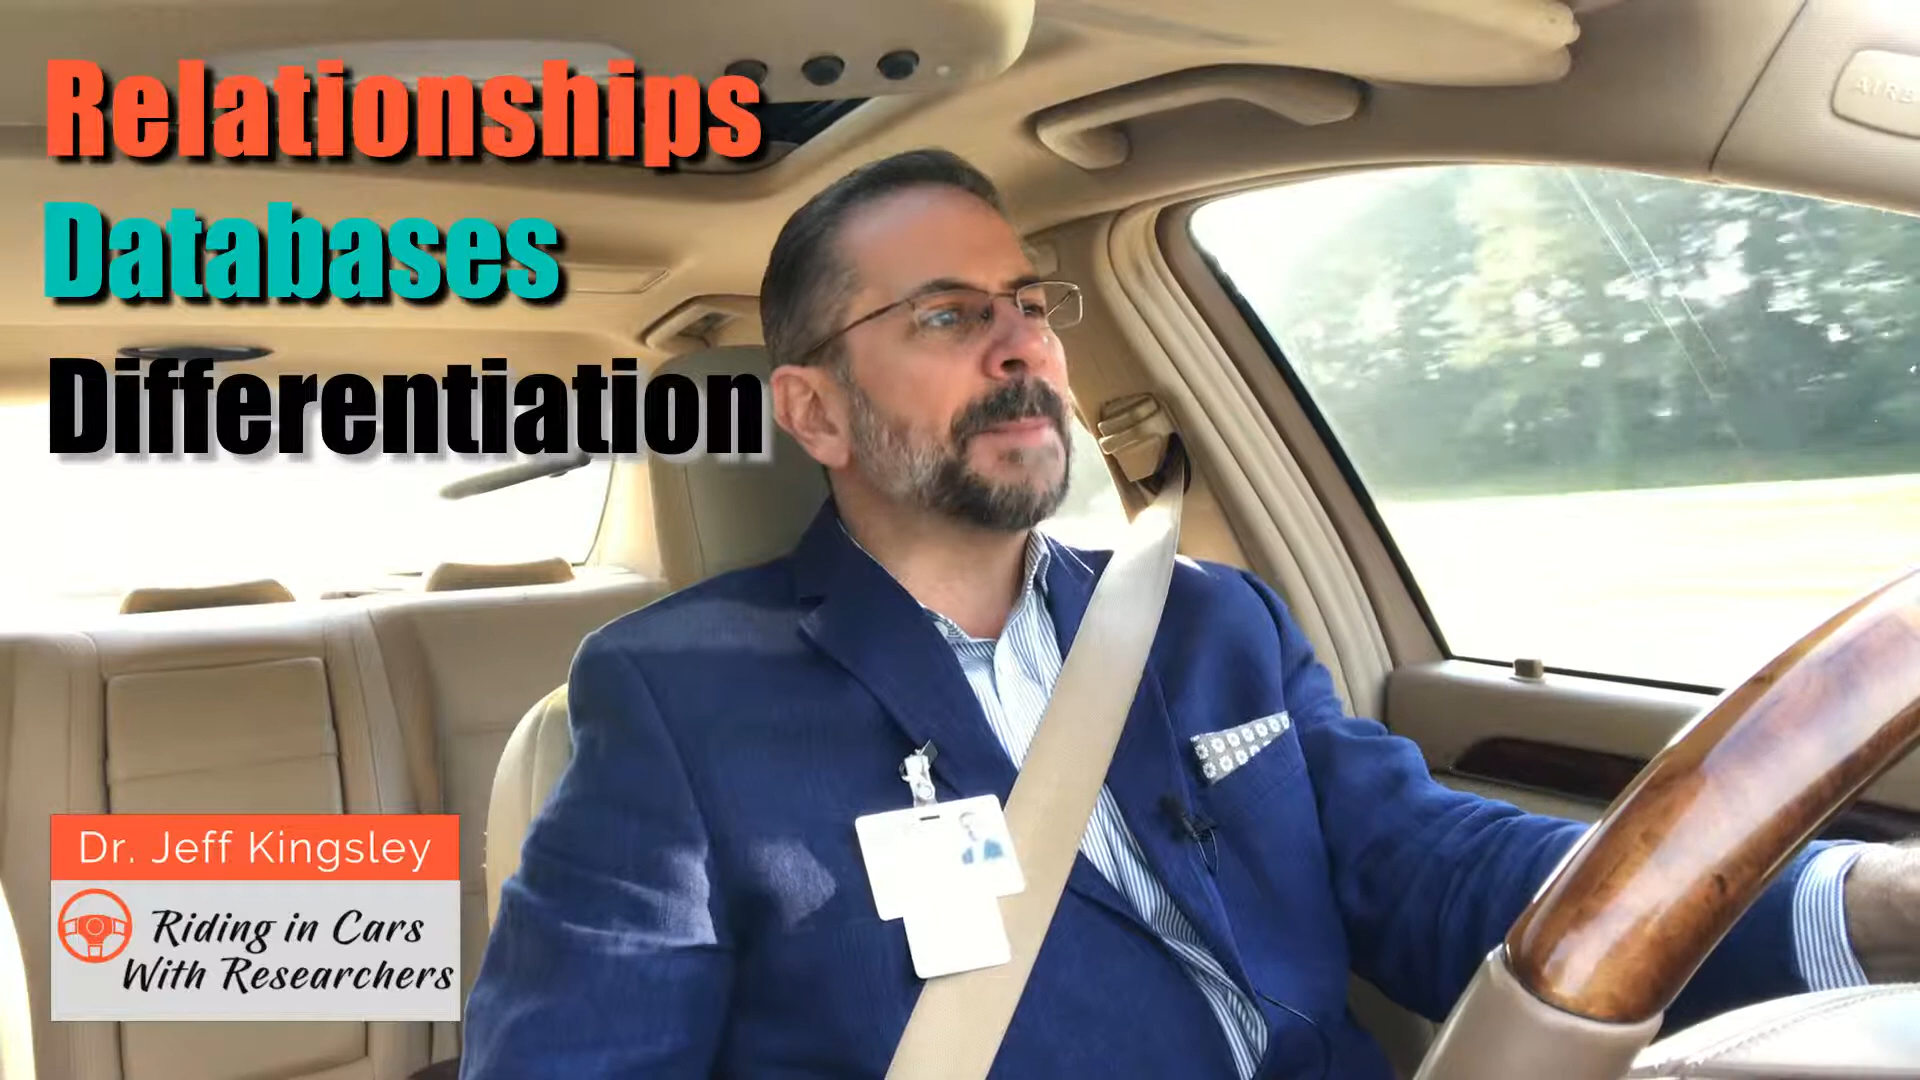 Relationships
Databases
Differentiation
Dr. Jeff Kingsley
Riding in Cars
With Researchers